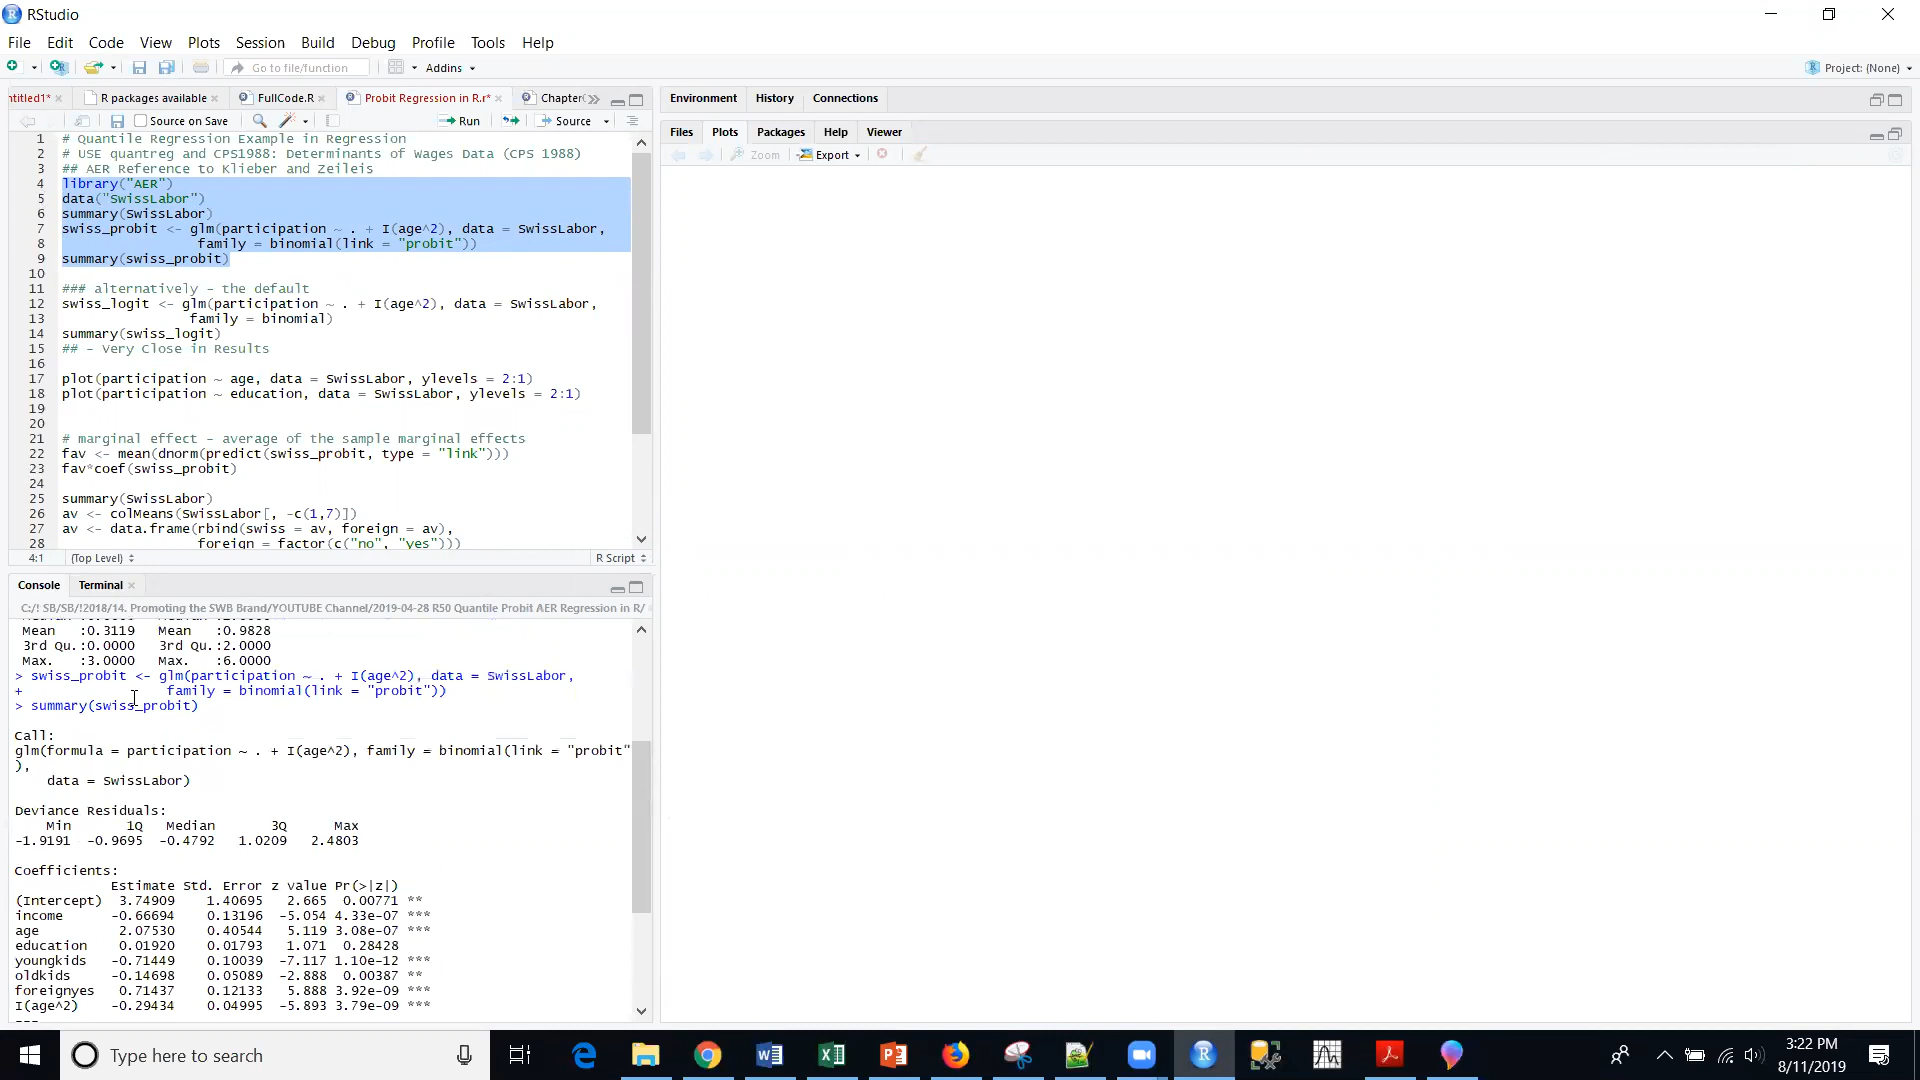 RStudio
File Edit Code View Plots Session Build Debug Profile Tools Help
Go to file/function Addins Project: (None)
ntitled1* R packages available FullCode.R Probit Regression in R.r* Chapter
Source on Save Run Source
1 # Quantile Regression Example in Regression
2 # USE quantreg and CPS1988: Determinants of Wages Data (CPS 1988)
3 ## AER Reference to Klieber and Zeileis
4 library("AER")
5 data("SwissLabor")
6 summary(SwissLabor)
7 swiss_probit <- glm(participation ~ . + I(age^2), data = SwissLabor,
8 family = binomial(link = "probit"))
9 summary(swiss_probit)
10
11 ### alternatively - the default
12 swiss_logit <- glm(participation ~ . + I(age^2), data = SwissLabor,
13 family = binomial)
14 summary(swiss_logit)
15 ## - Very Close in Results
16
17 plot(participation ~ age, data = SwissLabor, ylevels = 2:1)
18 plot(participation ~ education, data = SwissLabor, ylevels = 2:1)
19
20
21 # marginal effect - average of the sample marginal effects
22 fav <- mean(dnorm(predict(swiss_probit, type = "link")))
23 fav*coef(swiss_probit)
24
25 summary(SwissLabor)
26 av <- colMeans(SwissLabor[, -c(1,7)])
27 av <- data.frame(rbind(swiss = av, foreign = av),
28 foreign = factor(c("no", "yes")))
4:1 (Top Level) R Script
Console Terminal
C:/! SB/SB/!2018/14. Promoting the SWB Brand/YOUTUBE Channel/2019-04-28 R50 Quantile Probit AER Regression in R/
Mean :0.3119 Mean :0.9828
3rd Qu.:0.0000 3rd Qu.:2.0000
Max. :3.0000 Max. :6.0000
> swiss_probit <- glm(participation ~ . + I(age^2), data = SwissLabor,
+ family = binomial(link = "probit"))
> summary(swiss_probit)
Call:
glm(formula = participation ~ . + I(age^2), family = binomial(link = "probit"
),
data = SwissLabor)
Deviance Residuals:
Min 1Q Median 3Q Max
-1.9191 -0.9695 -0.4792 1.0209 2.4803
Coefficients:
Estimate Std. Error z value Pr(>|z|)
(Intercept) 3.74909 1.40695 2.665 0.00771 **
income -0.66694 0.13196 -5.054 4.33e-07 ***
age 2.07530 0.40544 5.119 3.08e-07 ***
education 0.01920 0.01793 1.071 0.28428
youngkids -0.71449 0.10039 -7.117 1.10e-12 ***
oldkids -0.14698 0.05089 -2.888 0.00387 **
foreignyes 0.71437 0.12133 5.888 3.92e-09 ***
I(age^2) -0.29434 0.04995 -5.893 3.79e-09 ***
---
Environment History Connections
Files Plots Packages Help Viewer
Zoom Export
Type here to search
3:22 PM
8/11/2019